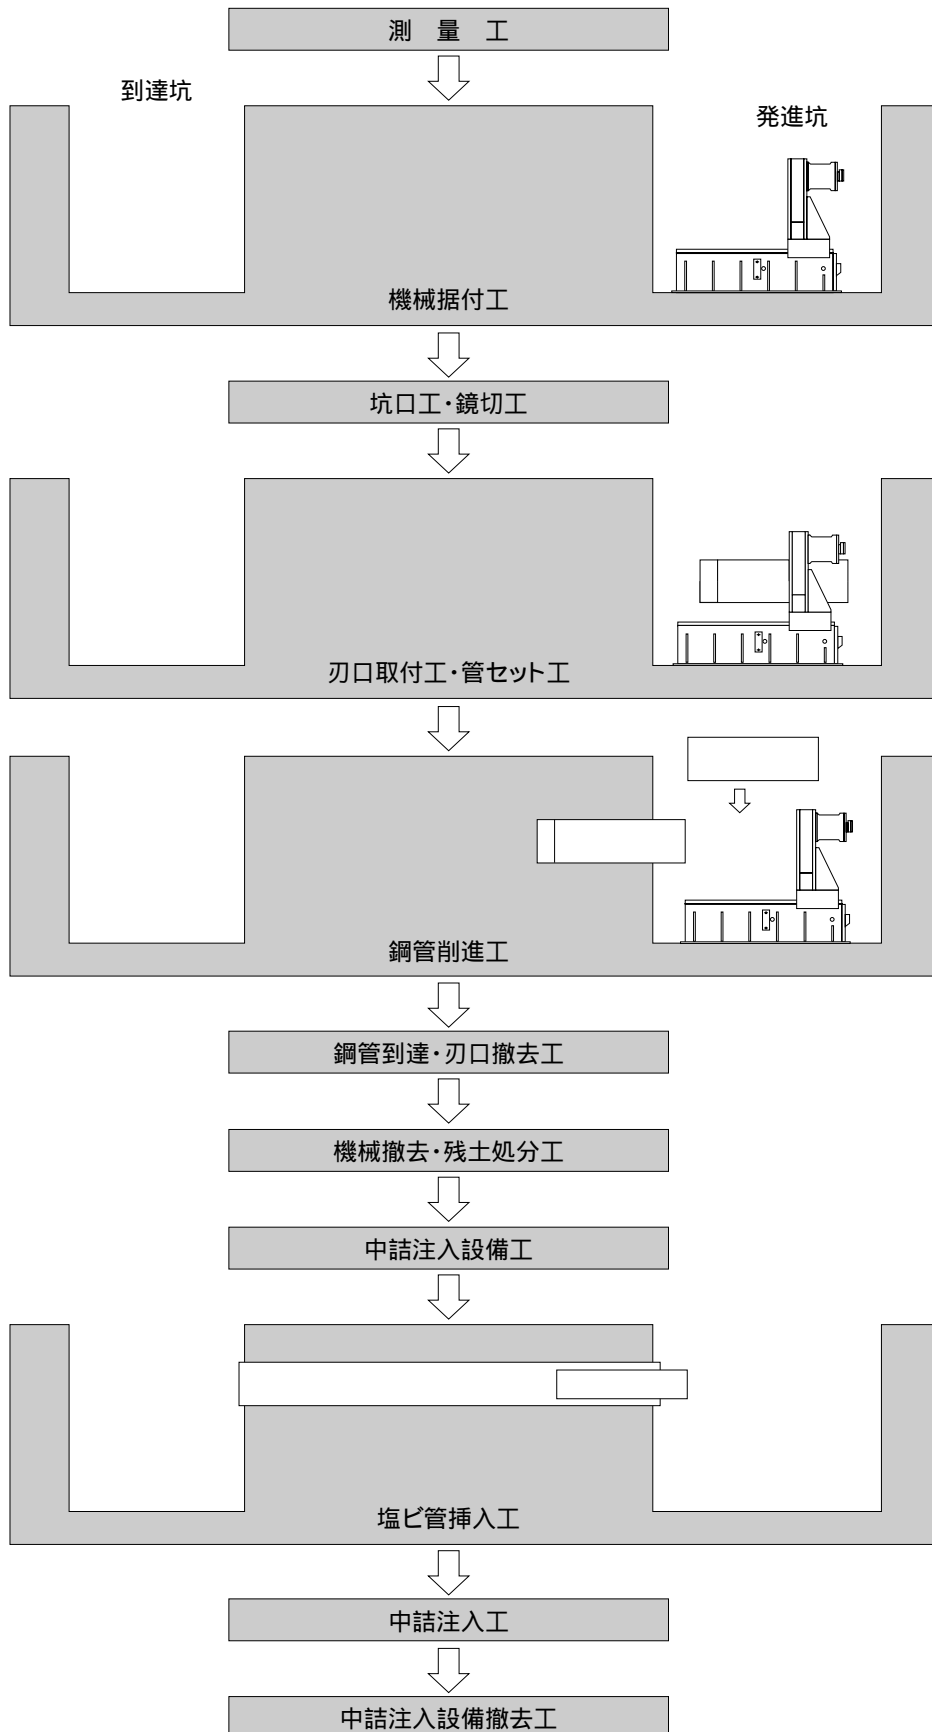 測 量 工
到達坑
発進坑
機械据付工
坑口工・鏡切工
刃口取付工・管セット工
鋼管削進工
鋼管到達・刃口撤去工
機械撤去・残土処分工
中詰注入設備工
塩ビ管挿入工
中詰注入工
中詰注入設備撤去工